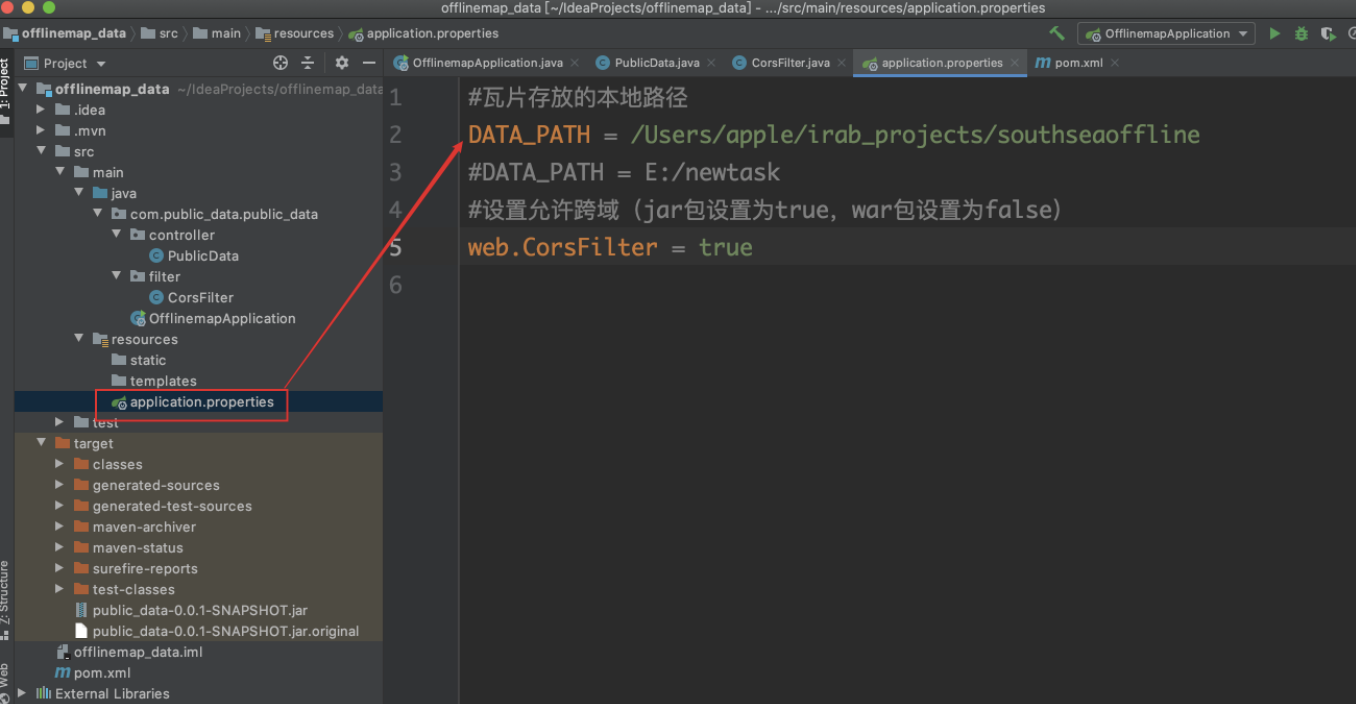 offlinemap_data [~/IdeaProjects/offlinemap_data] - .../src/main/resources/application.properties
offlinemap_data src main resources application.properties OfflinemapApplication
Project OfflinemapApplication.java PublicData.java CorsFilter.java application.properties pom.xml
1: Project
offlinemap_data ~/IdeaProjects/offlinemap_data
.idea
.mvn
src
main
java
com.public_data.public_data
controller
PublicData
filter
CorsFilter
OfflinemapApplication
resources
static
templates
application.properties
test
target
classes
generated-sources
generated-test-sources
maven-archiver
maven-status
surefire-reports
test-classes
public_data-0.0.1-SNAPSHOT.jar
public_data-0.0.1-SNAPSHOT.jar.original
offlinemap_data.iml
pom.xml
External Libraries
Z: Structure
Web
1 #瓦片存放的本地路径
2 DATA_PATH = /Users/apple/irab_projects/southseaoffline
3 #DATA_PATH = E:/newtask
4 #设置允许跨域（jar包设置为true，war包设置为false）
5 web.CorsFilter = true
6